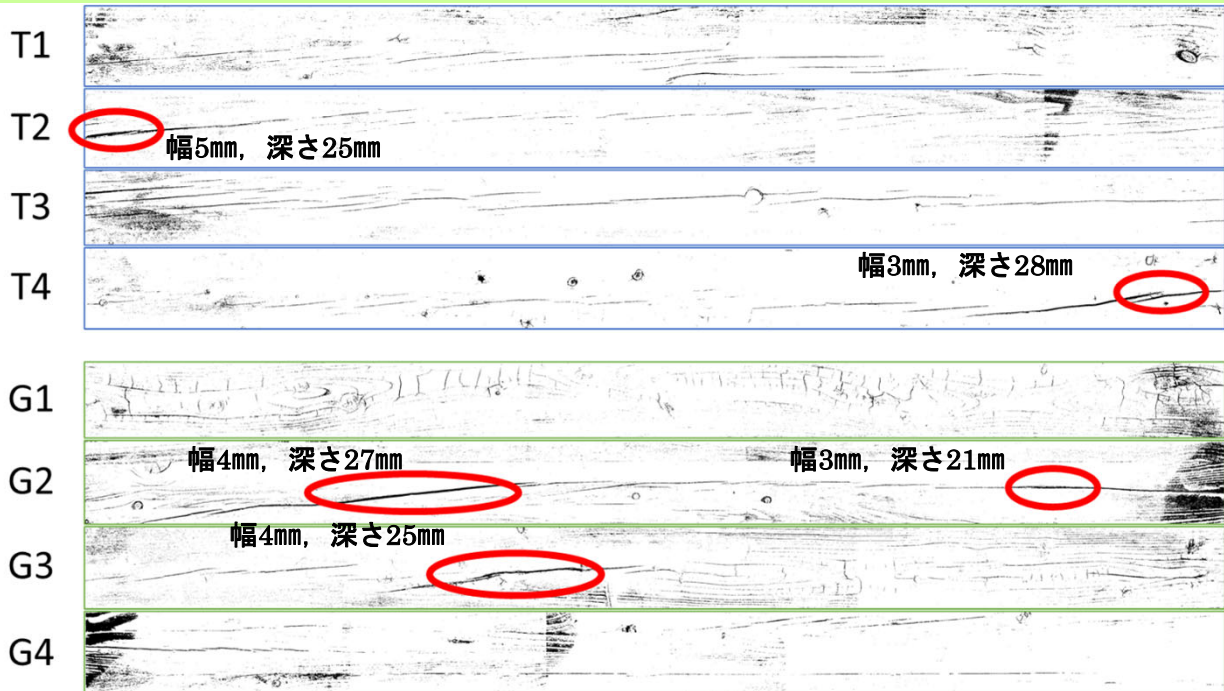 T1
T2
幅5mm, 深さ25mm
T3
T4
幅3mm, 深さ28mm
G1
G2
幅4mm, 深さ27mm
幅3mm, 深さ21mm
G3
幅4mm, 深さ25mm
G4